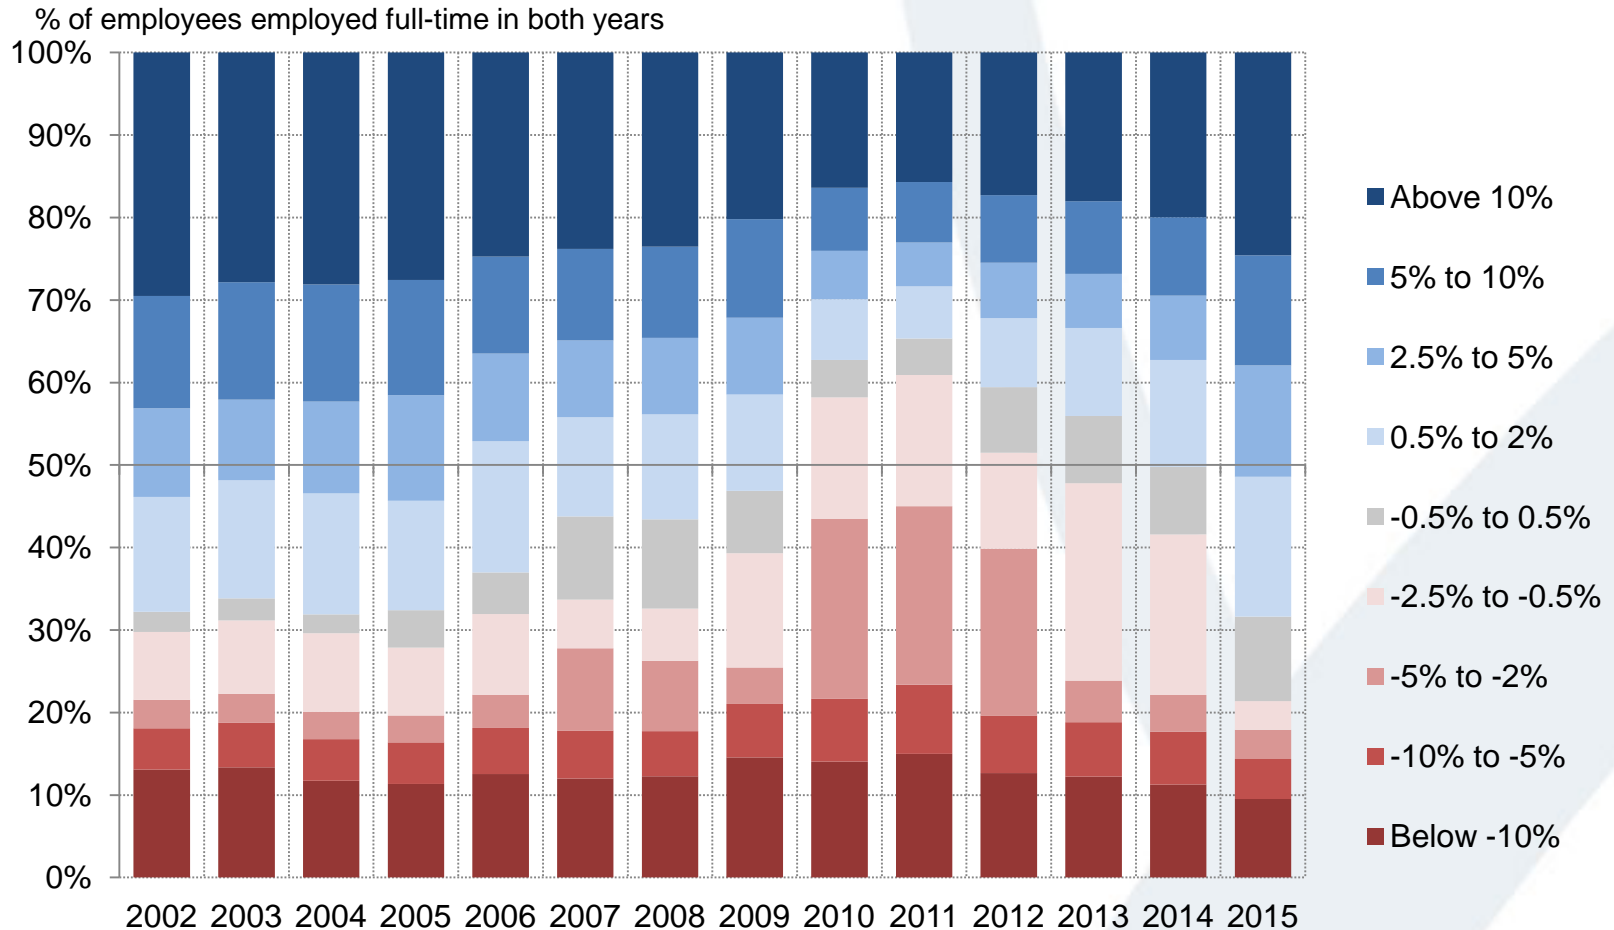 % of employees employed full-time in both years
100%
90%
80%
70%
60%
50%
40%
30%
20%
10%
0%
2002 2003 2004 2005 2006 2007 2008 2009 2010 2011 2012 2013 2014 2015
Above 10%
5% to 10%
2.5% to 5%
0.5% to 2%
-0.5% to 0.5%
-2.5% to -0.5%
-5% to -2%
-10% to -5%
Below -10%